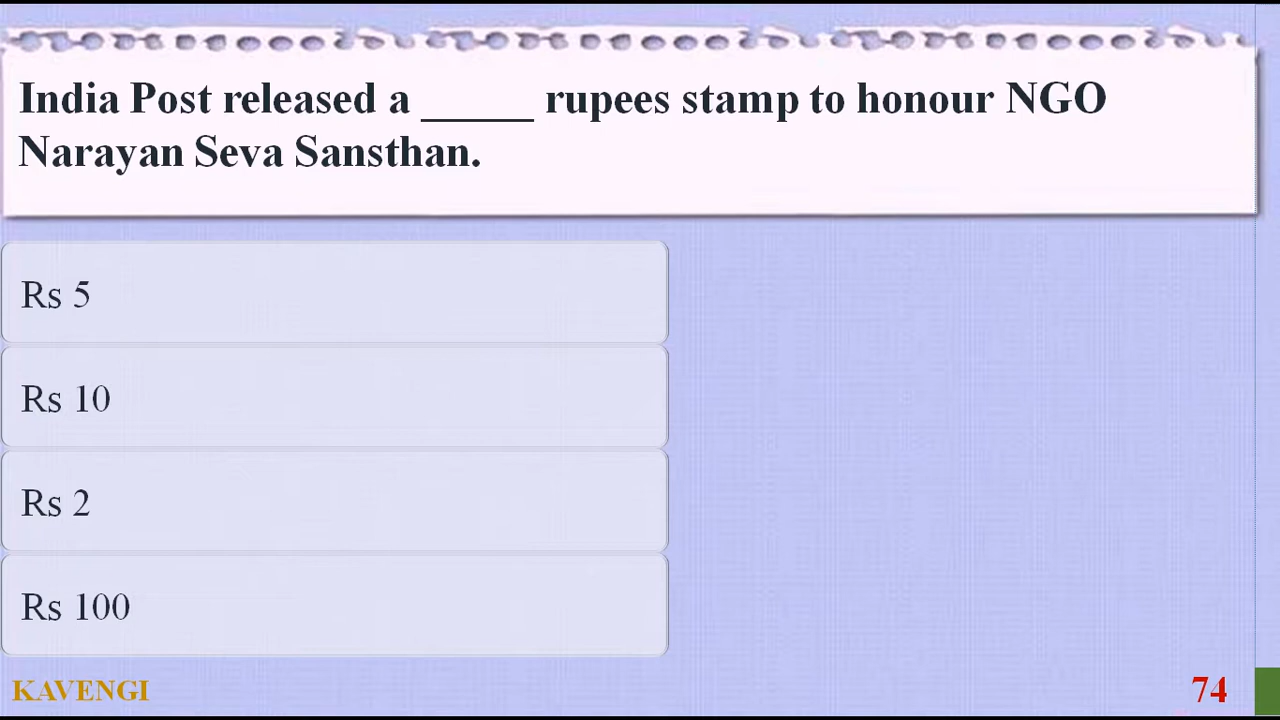 India Post released a _____ rupees stamp to honour NGO
Narayan Seva Sansthan.
Rs 5
Rs 10
Rs 2
Rs 100
KAVENGI
74